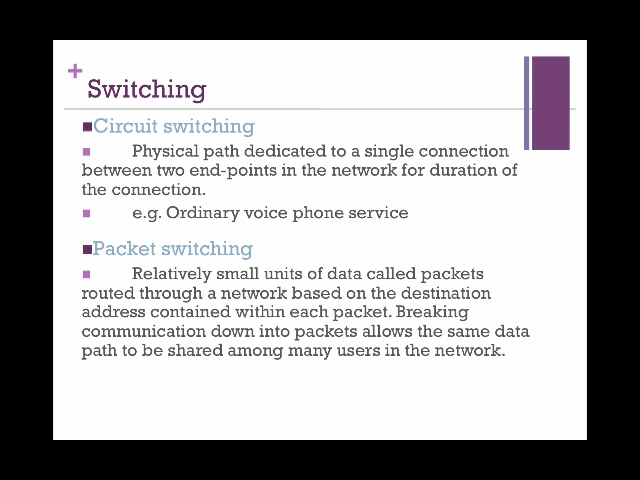 +
Switching
Circuit switching
Physical path dedicated to a single connection
between two end-points in the network for duration of
the connection.
e.g. Ordinary voice phone service
Packet switching
Relatively small units of data called packets
routed through a network based on the destination
address contained within each packet. Breaking
communication down into packets allows the same data
path to be shared among many users in the network.